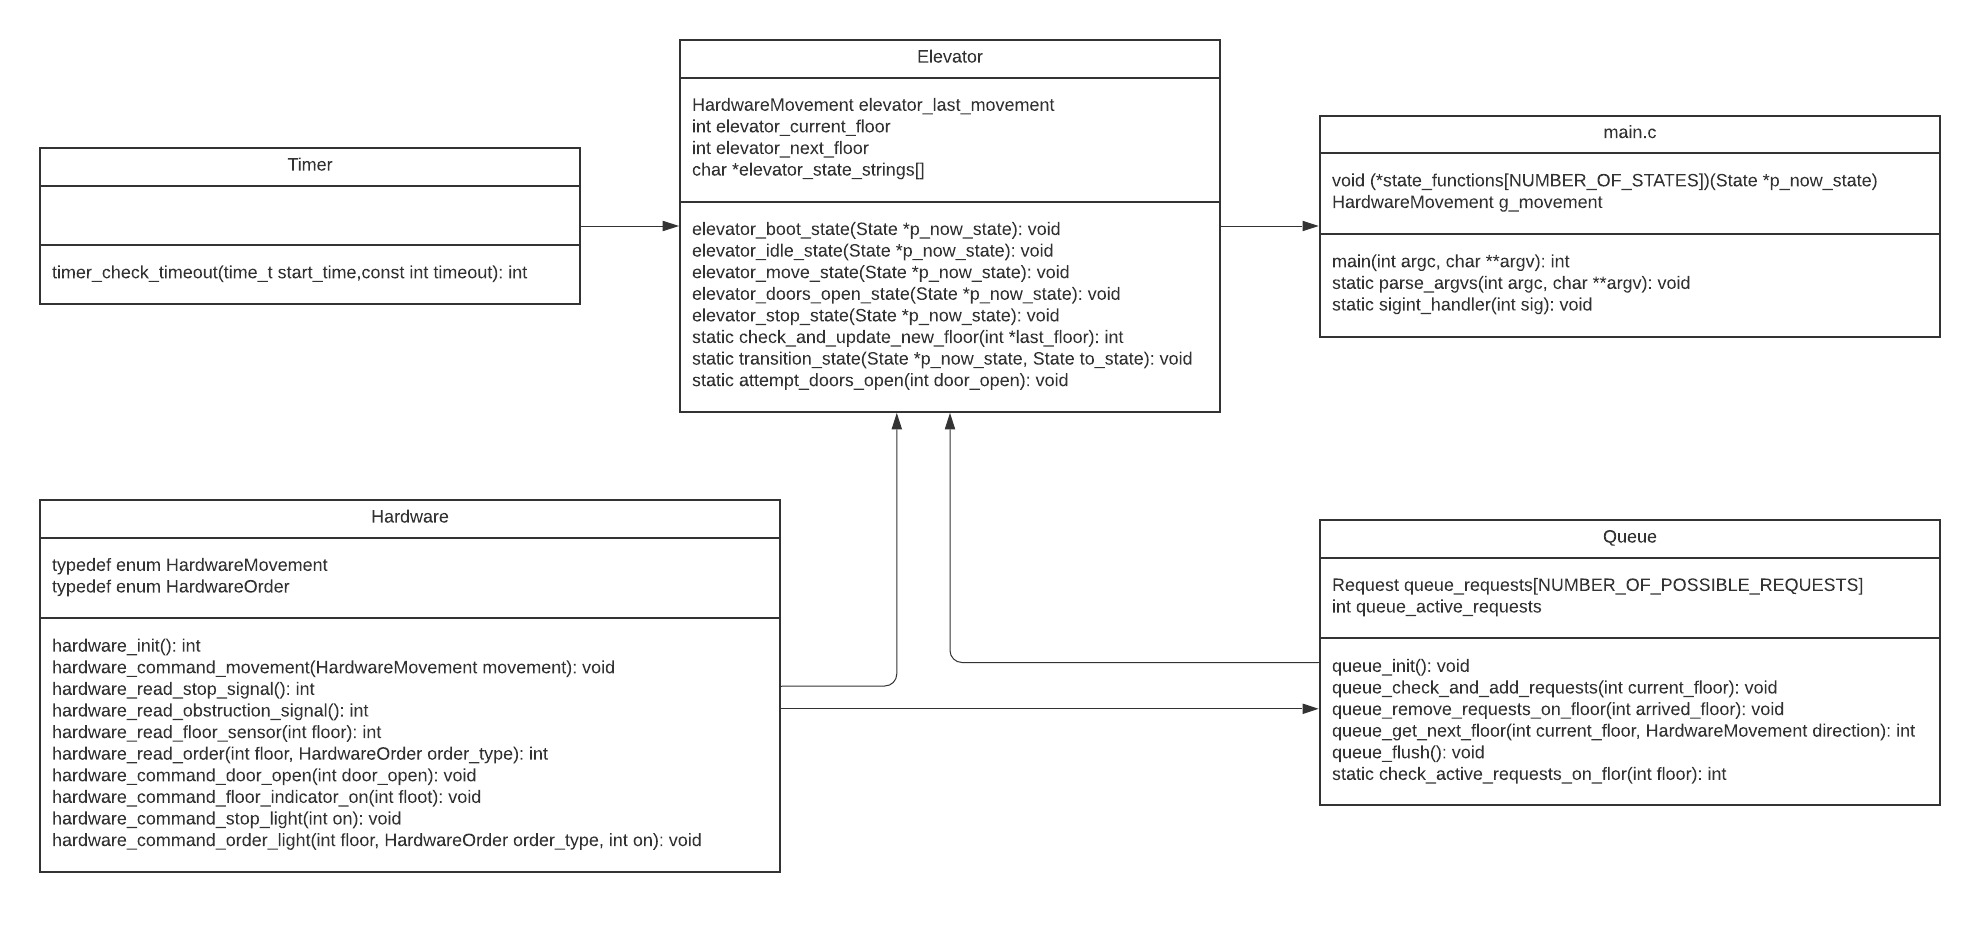 Elevator
HardwareMovement elevator_last_movement
int elevator_current_floor
int elevator_next_floor
char *elevator_state_strings[]
elevator_boot_state(State *p_now_state): void
elevator_idle_state(State *p_now_state): void
elevator_move_state(State *p_now_state): void
elevator_doors_open_state(State *p_now_state): void
elevator_stop_state(State *p_now_state): void
static check_and_update_new_floor(int *last_floor): int
static transition_state(State *p_now_state, State to_state): void
static attempt_doors_open(int door_open): void
main.c
void (*state_functions[NUMBER_OF_STATES])(State *p_now_state)
HardwareMovement g_movement
main(int argc, char **argv): int
static parse_argvs(int argc, char **argv): void
static sigint_handler(int sig): void
Timer
timer_check_timeout(time_t start_time,const int timeout): int
Hardware
typedef enum HardwareMovement
typedef enum HardwareOrder
hardware_init(): int
hardware_command_movement(HardwareMovement movement): void
hardware_read_stop_signal(): int
hardware_read_obstruction_signal(): int
hardware_read_floor_sensor(int floor): int
hardware_read_order(int floor, HardwareOrder order_type): int
hardware_command_door_open(int door_open): void
hardware_command_floor_indicator_on(int floot): void
hardware_command_stop_light(int on): void
hardware_command_order_light(int floor, HardwareOrder order_type, int on): void
Queue
Request queue_requests[NUMBER_OF_POSSIBLE_REQUESTS]
int queue_active_requests
queue_init(): void
queue_check_and_add_requests(int current_floor): void
queue_remove_requests_on_floor(int arrived_floor): void
queue_get_next_floor(int current_floor, HardwareMovement direction): int
queue_flush(): void
static check_active_requests_on_flor(int floor): int